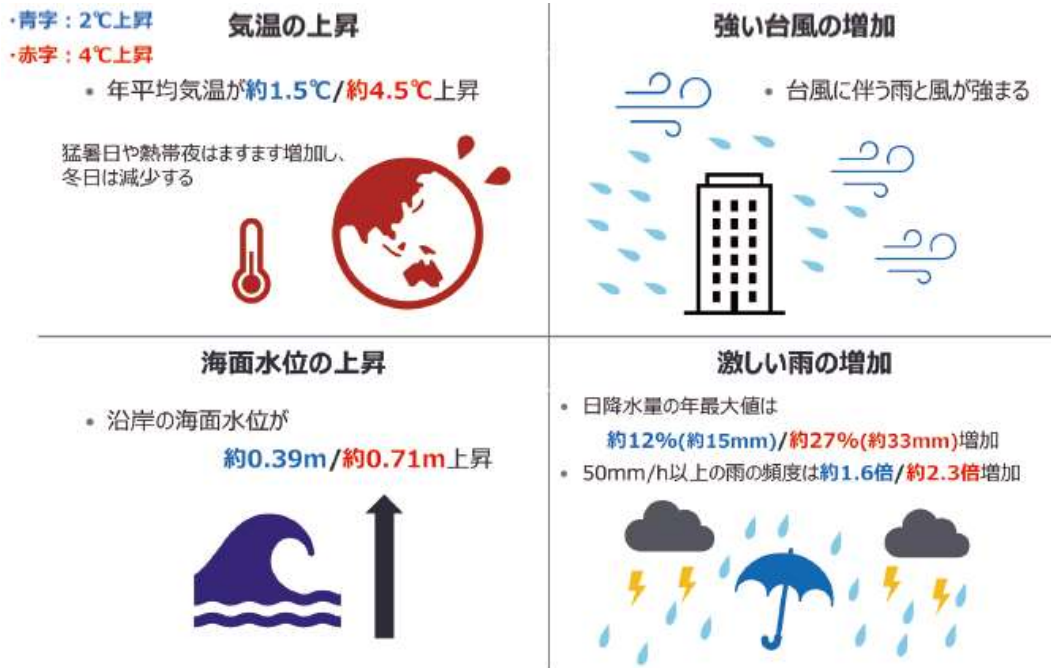 ・青字：2℃上昇
・赤字：4℃上昇
気温の上昇
• 年平均気温が約1.5℃/約4.5℃上昇
猛暑日や熱帯夜はますます増加し、
冬日は減少する
強い台風の増加
• 台風に伴う雨と風が強まる
海面水位の上昇
• 沿岸の海面水位が
約0.39m/約0.71m上昇
激しい雨の増加
• 日降水量の年最大値は
約12%(約15mm)/約27%(約33mm)増加
• 50mm/h以上の雨の頻度は約1.6倍/約2.3倍増加